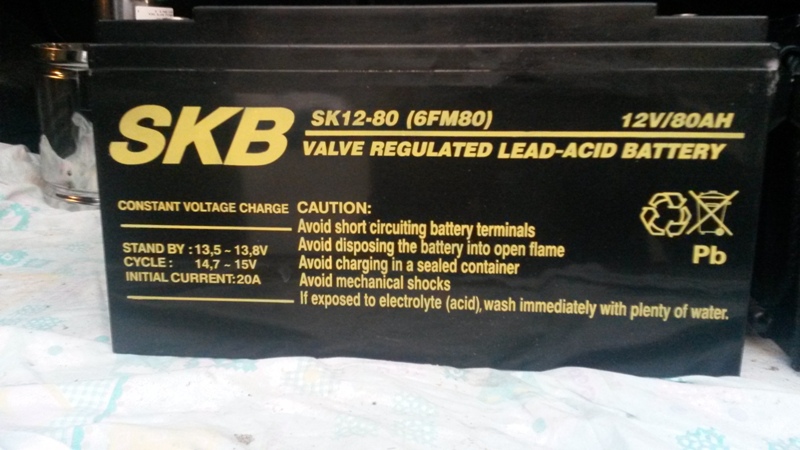 SKB
SK12-80 (6FM80) 12V/80AH
VALVE REGULATED LEAD-ACID BATTERY
CONSTANT VOLTAGE CHARGE
STAND BY : 13,5 ~ 13,8V
CYCLE : 14,7 ~ 15V
INITIAL CURRENT: 20A
CAUTION:
Avoid short circuiting battery terminals
Avoid disposing the battery into open flame
Avoid charging in a sealed container
Avoid mechanical shocks
If exposed to electrolyte (acid), wash immediately with plenty of water.
Pb